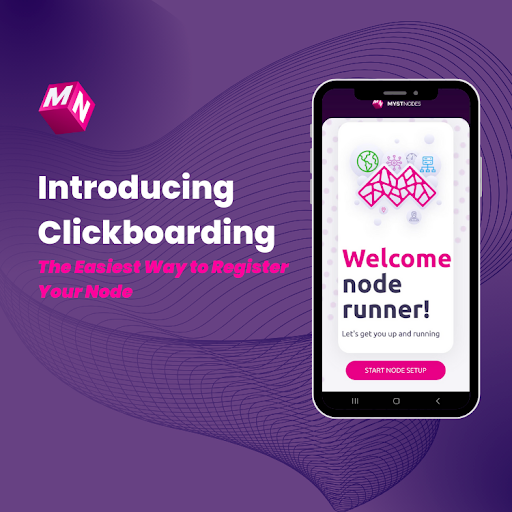 MN
Introducing
Clickboarding
The Easiest Way to Register
Your Node
MYSTNODES
Welcome
node
runner!
Let's get you up and running
START NODE SETUP